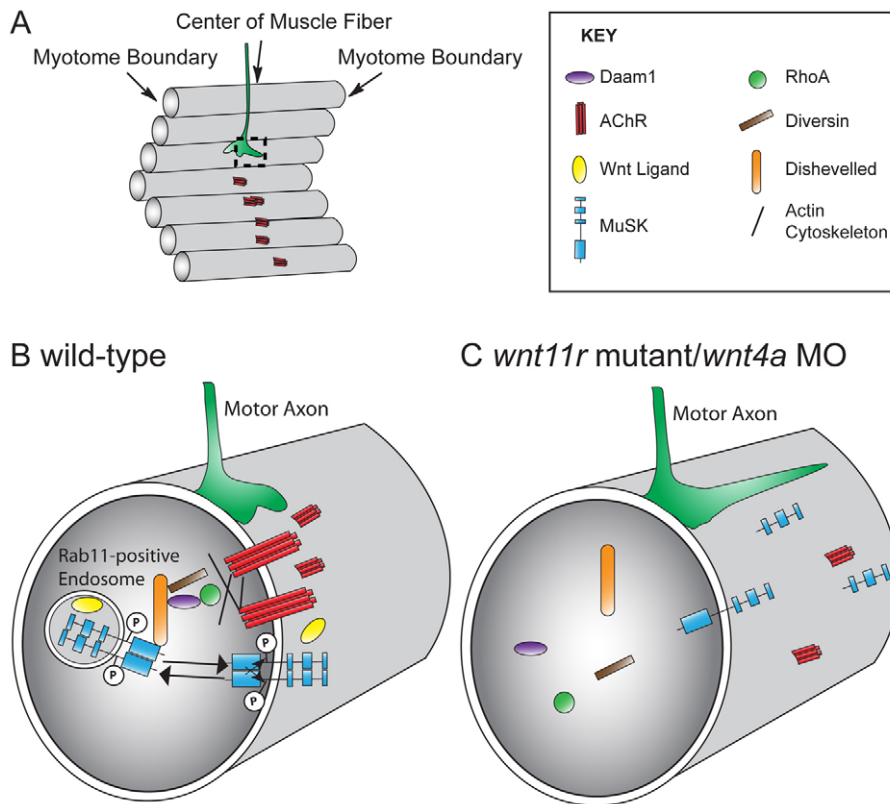 A
Center of Muscle Fiber
Myotome Boundary
Myotome Boundary
KEY
Daam1
RhoA
AChR
Diversin
Wnt Ligand
Dishevelled
MuSK
Actin
Cytoskeleton
B wild-type
C wnt11r mutant/wnt4a MO
Motor Axon
Motor Axon
Rab11-positive
Endosome
P
P
P
P